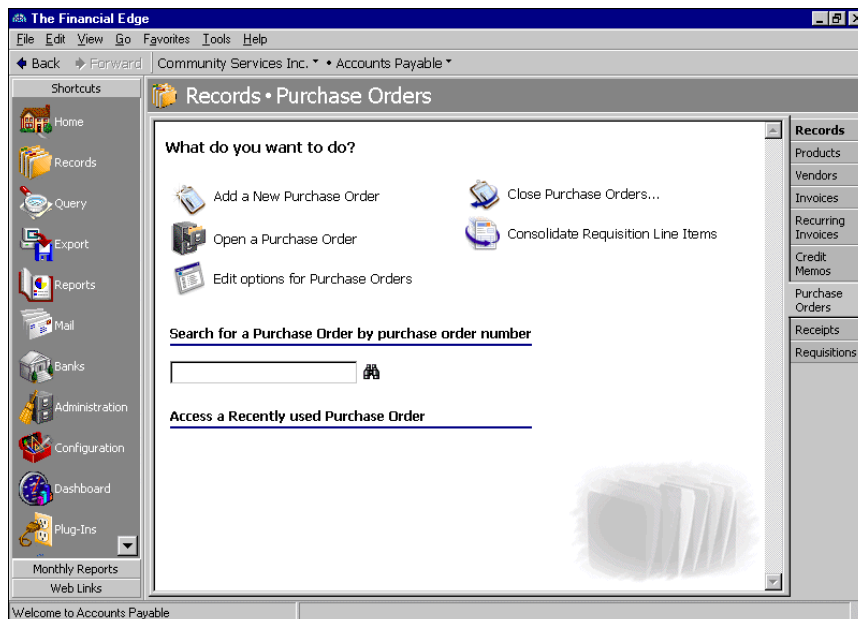 The Financial Edge
File Edit View Go Favorites Tools Help
Back Forward Community Services Inc. • Accounts Payable
Shortcuts
Home
Records
Query
Export
Reports
Mail
Banks
Administration
Configuration
Dashboard
Plug-Ins
Monthly Reports
Web Links
Records • Purchase Orders
What do you want to do?
Add a New Purchase Order
Open a Purchase Order
Edit options for Purchase Orders
Close Purchase Orders...
Consolidate Requisition Line Items
Search for a Purchase Order by purchase order number
Access a Recently used Purchase Order
Records
Products
Vendors
Invoices
Recurring
Invoices
Credit
Memos
Purchase
Orders
Receipts
Requisitions
Welcome to Accounts Payable